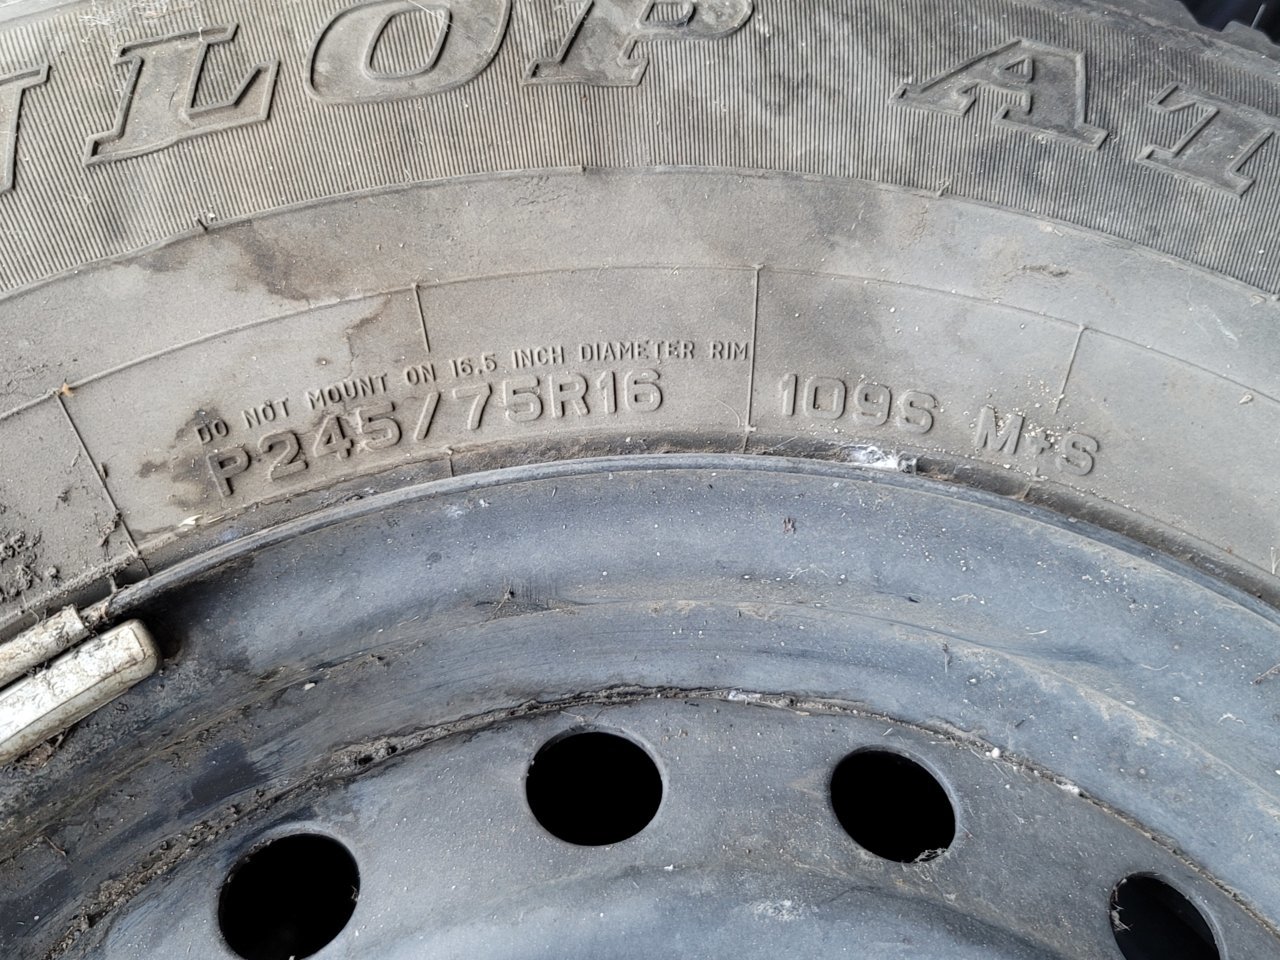 NLOP AT
DO NOT MOUNT ON 16.5 INCH DIAMETER RIM
P245/75R16 109S M+S